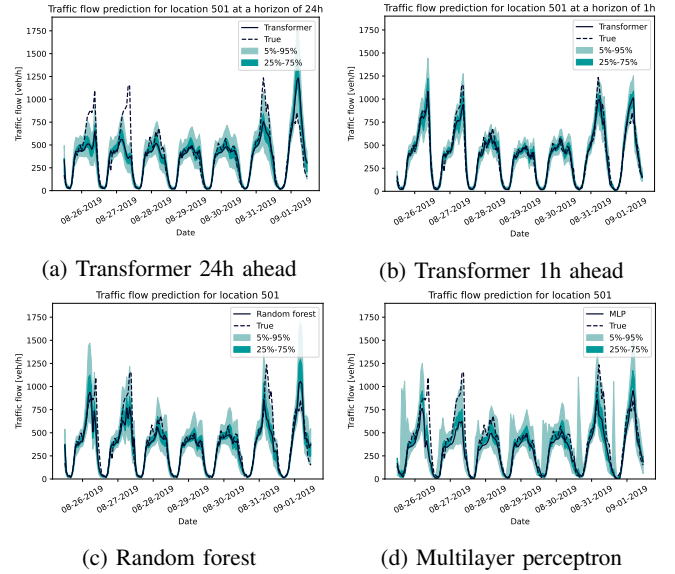 Traffic flow prediction for location 501 at a horizon of 24h
Traffic flow [veh/h]
1750
1500
1250
1000
750
500
250
0
Transformer
True
5%-95%
25%-75%
08-26-2019
08-27-2019
08-28-2019
08-29-2019
08-30-2019
08-31-2019
09-01-2019
Date
(a) Transformer 24h ahead
Traffic flow prediction for location 501 at a horizon of 1h
Traffic flow [veh/h]
1750
1500
1250
1000
750
500
250
0
Transformer
True
5%-95%
25%-75%
08-26-2019
08-27-2019
08-28-2019
08-29-2019
08-30-2019
08-31-2019
09-01-2019
Date
(b) Transformer 1h ahead
Traffic flow prediction for location 501
Traffic flow [veh/h]
1750
1500
1250
1000
750
500
250
0
Random forest
True
5%-95%
25%-75%
08-26-2019
08-27-2019
08-28-2019
08-29-2019
08-30-2019
08-31-2019
09-01-2019
Date
(c) Random forest
Traffic flow prediction for location 501
Traffic flow [veh/h]
1750
1500
1250
1000
750
500
250
0
MLP
True
5%-95%
25%-75%
08-26-2019
08-27-2019
08-28-2019
08-29-2019
08-30-2019
08-31-2019
09-01-2019
Date
(d) Multilayer perceptron